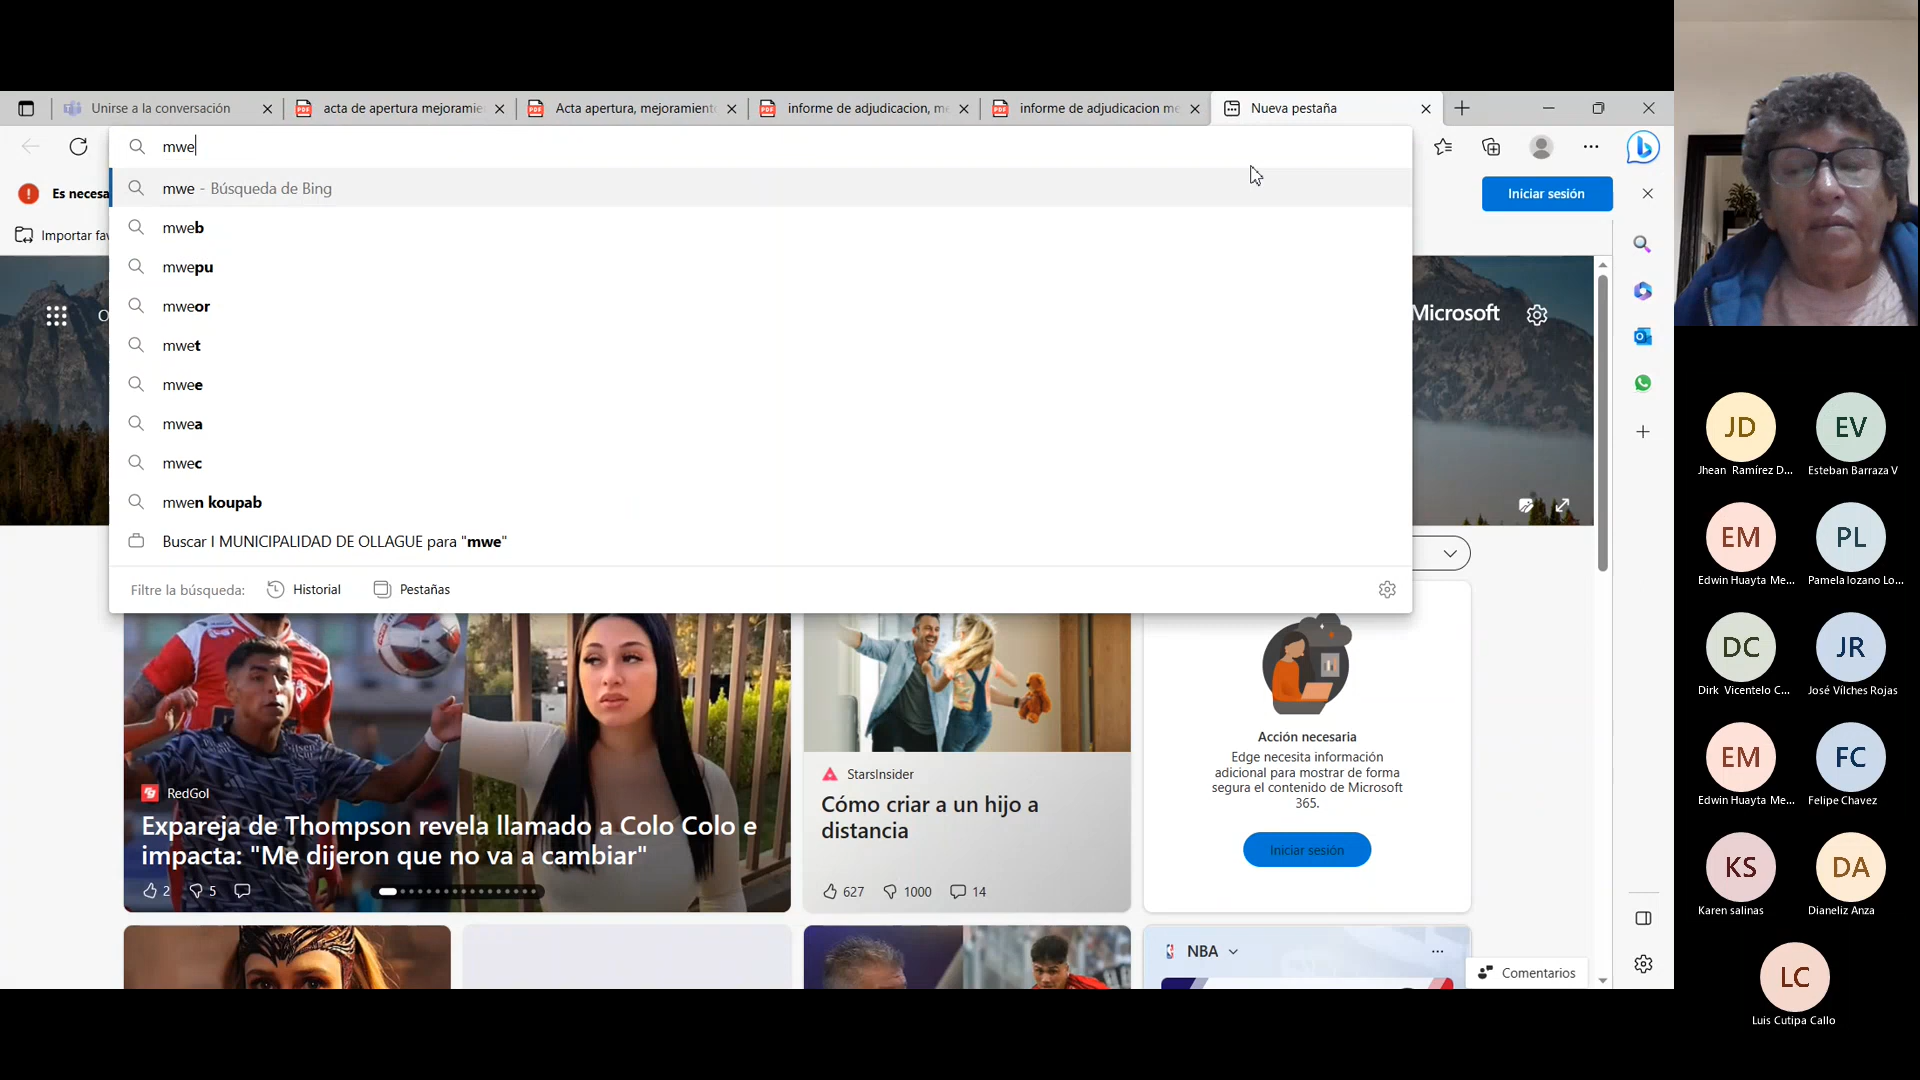 Unirse a la conversación
acta de apertura mejoramie
Acta apertura, mejoramient
informe de adjudicacion, me
informe de adjudicacion me
Nueva pestaña
mwe
mwe - Búsqueda de Bing
Es necesa
Iniciar sesión
mweb
Importar fav
mwepu
mweor
Microsoft
mwet
mwee
mwea
mwec
mwen koupab
Buscar I MUNICIPALIDAD DE OLLAGUE para "mwe"
Filtre la búsqueda:
Historial
Pestañas
RedGol
Expareja de Thompson revela llamado a Colo Colo e
impacta: "Me dijeron que no va a cambiar"
2
5
StarsInsider
Cómo criar a un hijo a
distancia
627
1000
14
Acción necesaria
Edge necesita información
adicional para mostrar de forma
segura el contenido de Microsoft
365.
Iniciar sesión
NBA
Comentarios
JD
Jhean Ramírez D...
EV
Esteban Barraza V
EM
Edwin Huayta Me...
PL
Pamela lozano Lo...
DC
Dirk Vicentelo C...
JR
José Vilches Rojas
EM
Edwin Huayta Me...
FC
Felipe Chavez
KS
Karen salinas
DA
Dianeliz Anza
LC
Luis Cutipa Callo